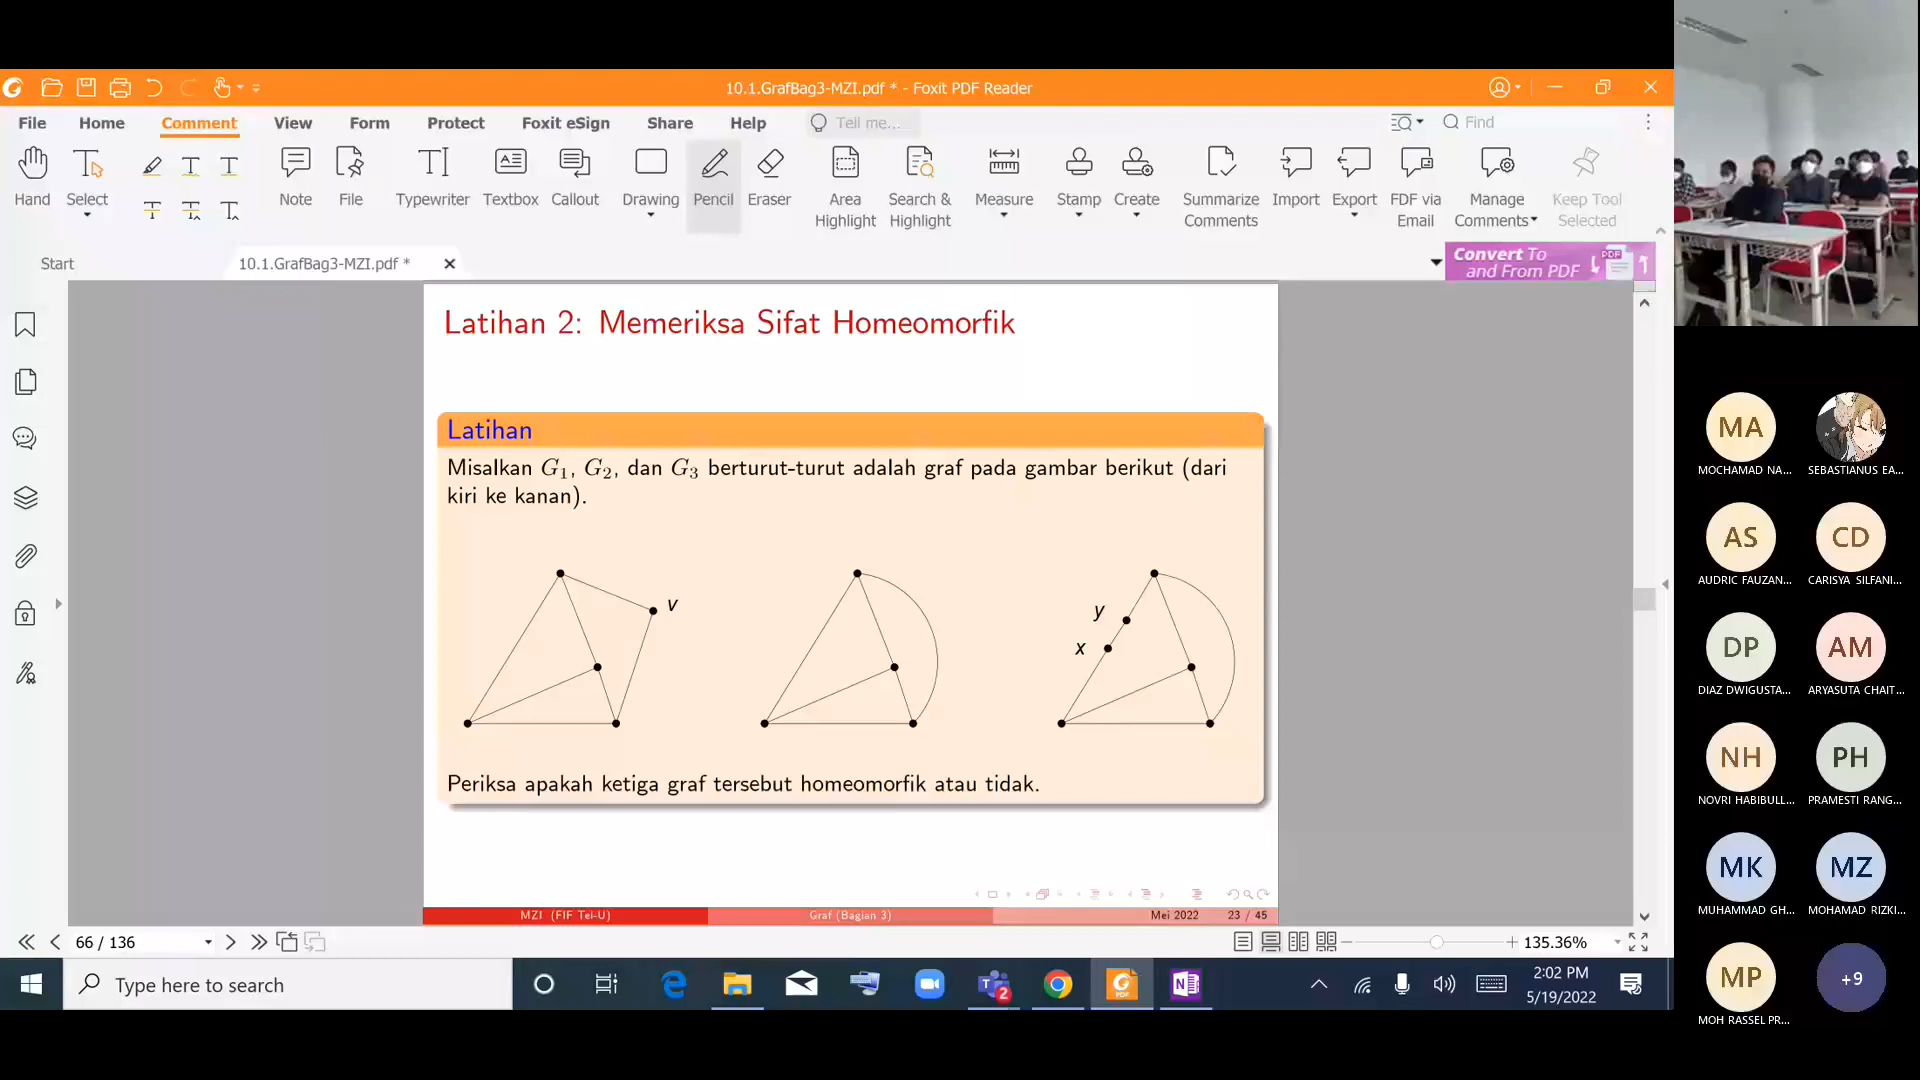 10.1.GrafBag3-MZI.pdf * - Foxit PDF Reader
File Home Comment View Form Protect Foxit eSign Share Help Tell me... Find
Hand Select Note File Typewriter Textbox Callout Drawing Pencil Eraser Area Highlight Search & Highlight Measure Stamp Create Summarize Comments Import Export FDF via Email Manage Comments Keep Tool Selected
Start 10.1.GrafBag3-MZI.pdf *
Convert To and From PDF
PDF
Latihan 2: Memeriksa Sifat Homeomorfik
Latihan
Misalkan G₁, G₂, dan G₃ berturut-turut adalah graf pada gambar berikut (dari
kiri ke kanan).
v
y
x
Periksa apakah ketiga graf tersebut homeomorfik atau tidak.
MZI (FIF Tel-U) Graf (Bagian 3) Mei 2022 23 / 45
66 / 136 135.36%
Type here to search
2
PDF
N
2:02 PM
5/19/2022
MA
MOCHAMAD NA... SEBASTIANUS EA...
AS CD
AUDRIC FAUZAN... CARISYA SILFANI...
DP AM
DIAZ DWIGUSTA... ARYASUTA CHAIT...
NH PH
NOVRI HABIBULL... PRAMESTI RANG...
MK MZ
MUHAMMAD GH... MOHAMAD RIZKI...
MP +9
MOH RASSEL PR...